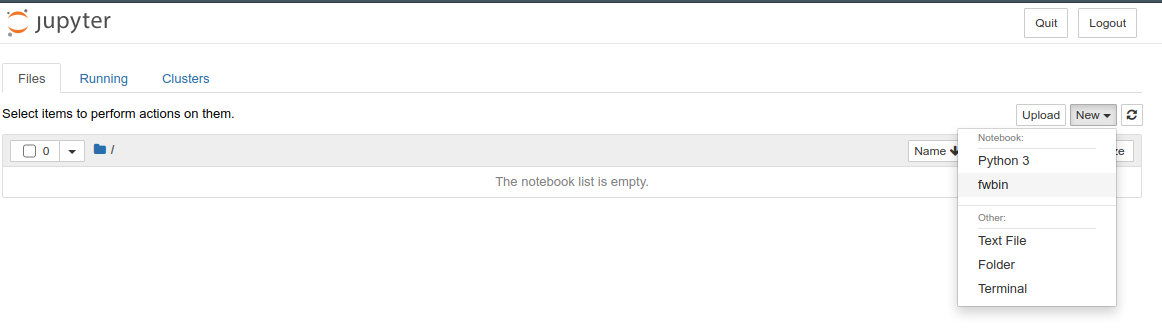 jupyter
Quit Logout
Files Running Clusters
Select items to perform actions on them.
Upload New
0 / Name
The notebook list is empty.
Notebook:
Python 3
fwbin
Other:
Text File
Folder
Terminal